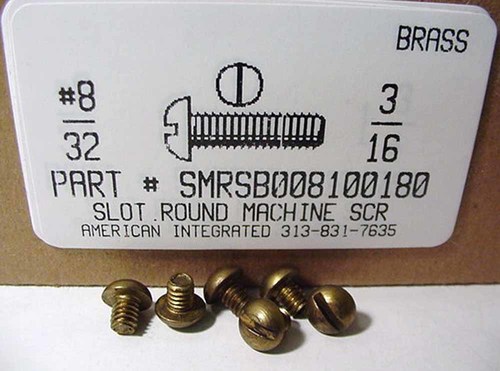 BRASS
#8
32
3
16
PART # SMRSB008100180
SLOT ROUND MACHINE SCR
AMERICAN INTEGRATED 313-831-7635